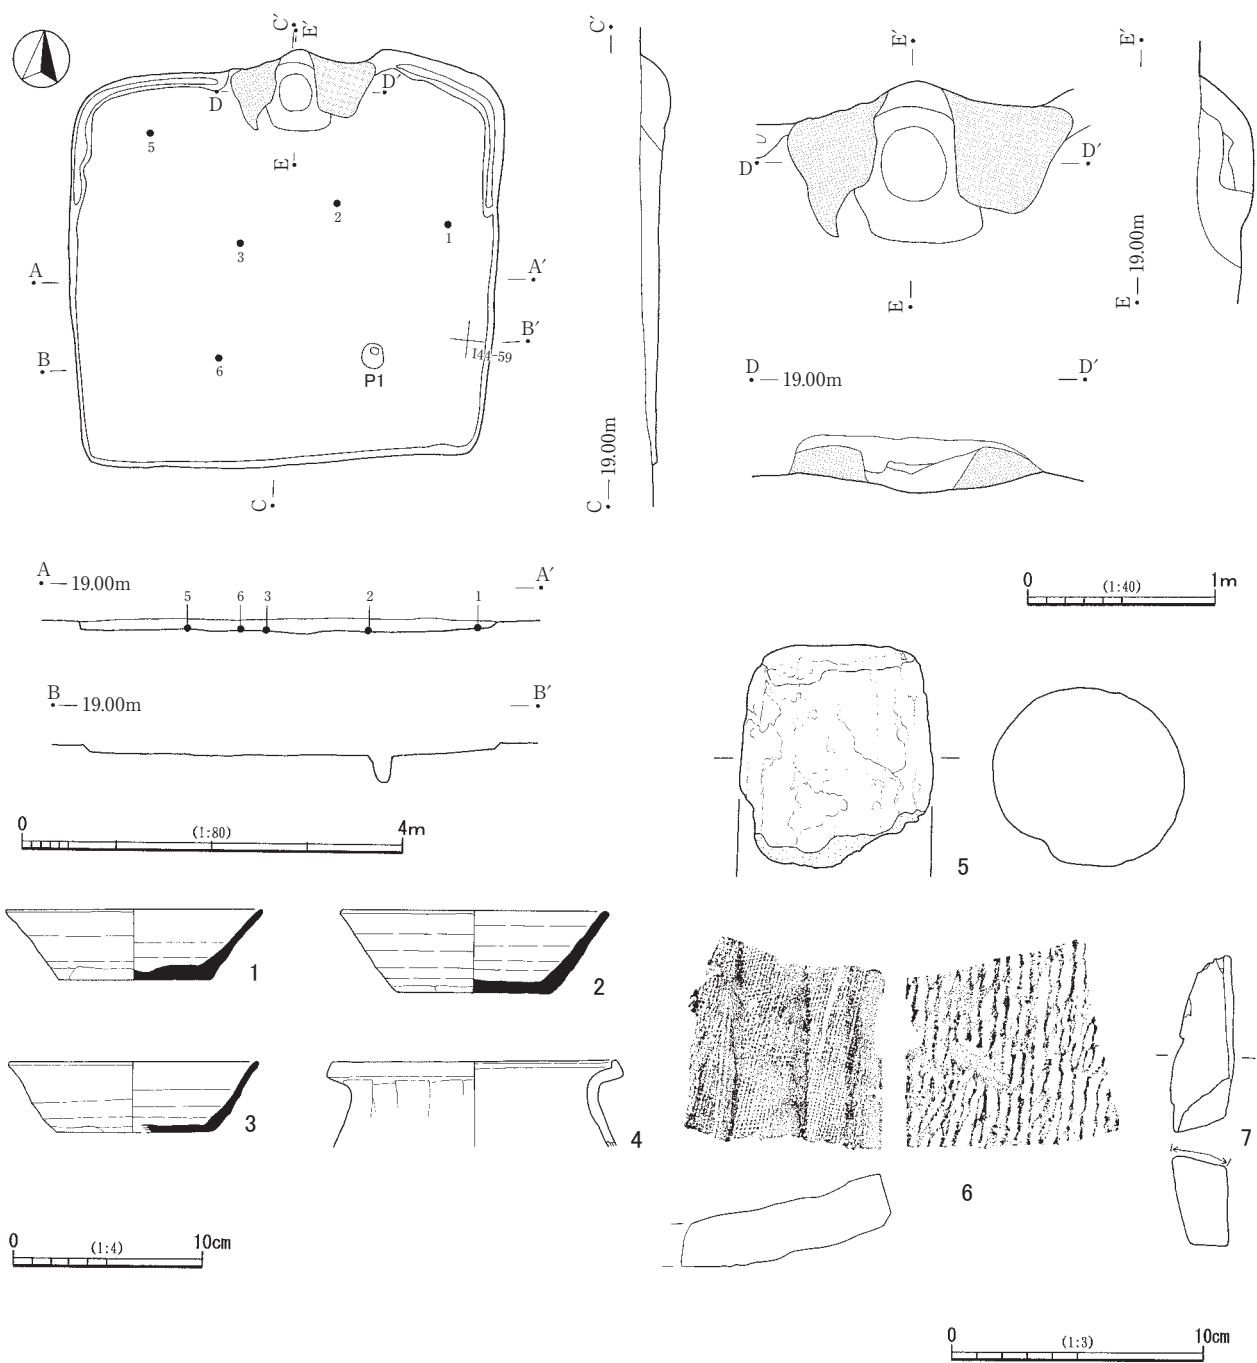 C′
E′
D
D′
E
5
2
1
3
A
A′
B
B′
I44-59
6
P1
C
C′
C
19.00m
E′
D
D′
E
E′
E
19.00m
D
19.00m
D′
A
19.00m
A′
5
6
3
2
1
B
19.00m
B′
0
(1:40)
1m
0
(1:80)
4m
5
1
2
3
4
6
7
0
(1:4)
10cm
0
(1:3)
10cm